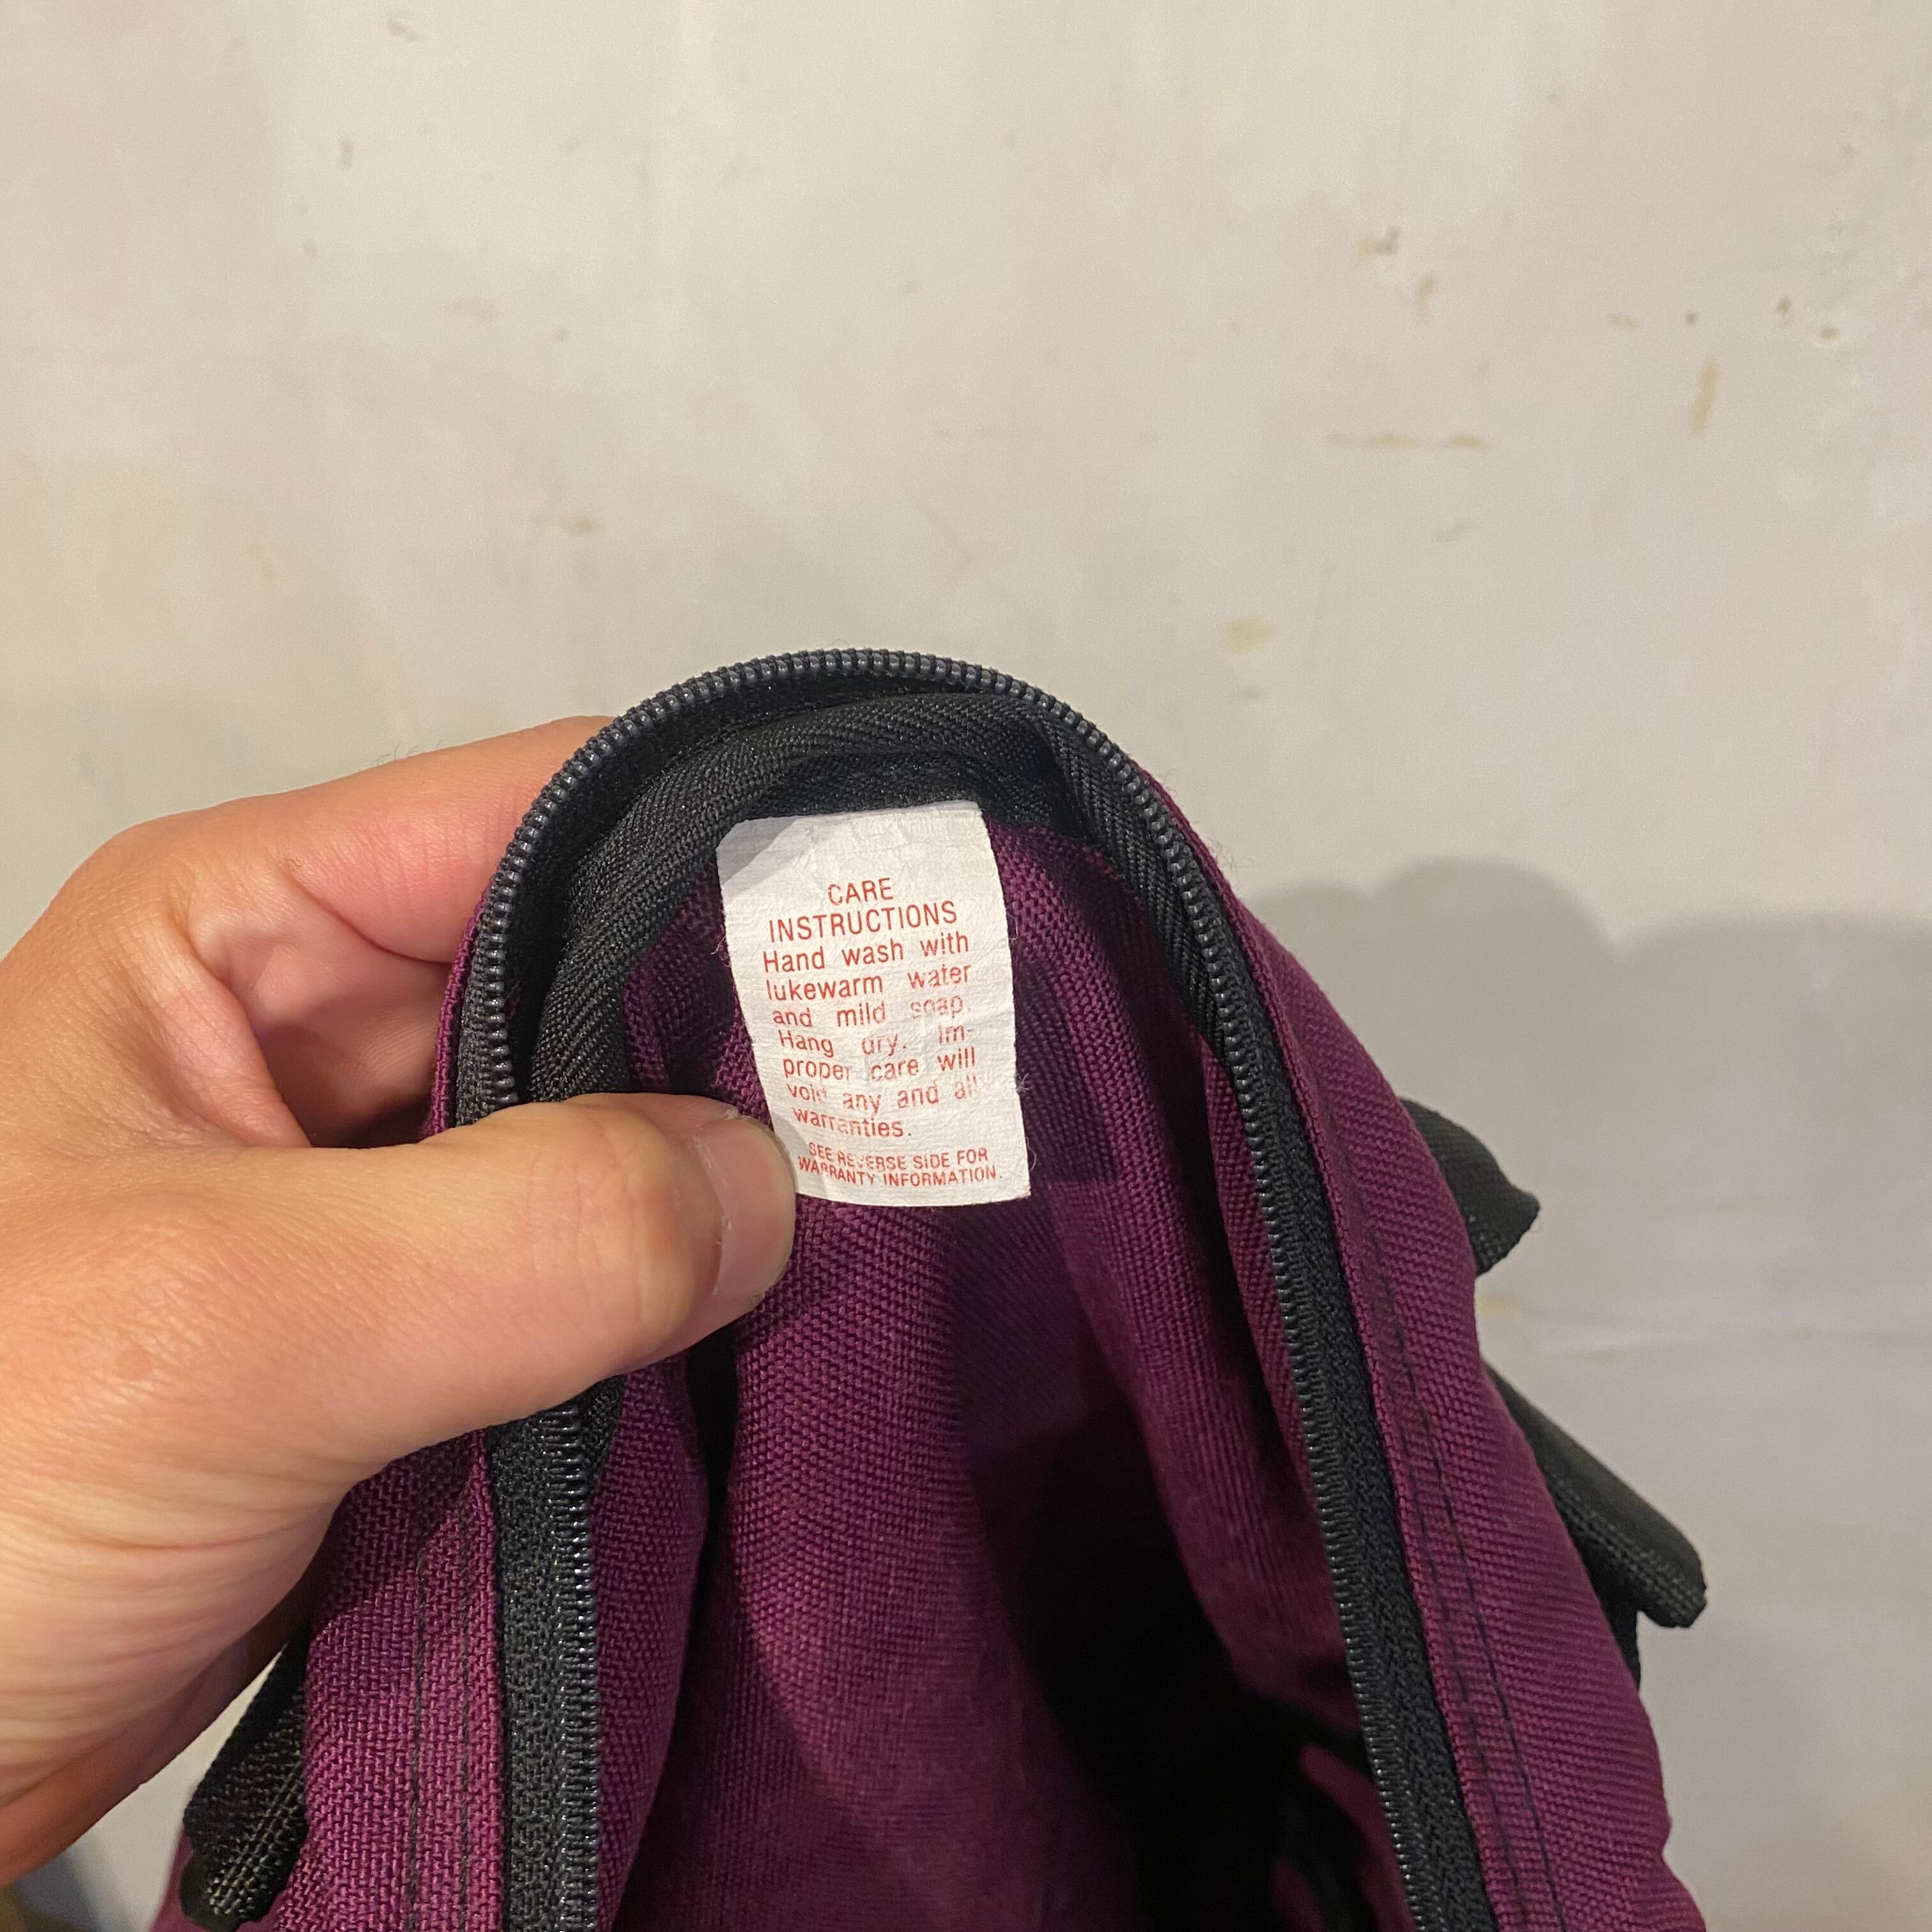 CARE
INSTRUCTIONS
Hand wash with
lukewarm water
and mild soap.
Hang dry. Im-
proper care will
void any and all
warranties.
SEE REVERSE SIDE FOR
WARRANTY INFORMATION.